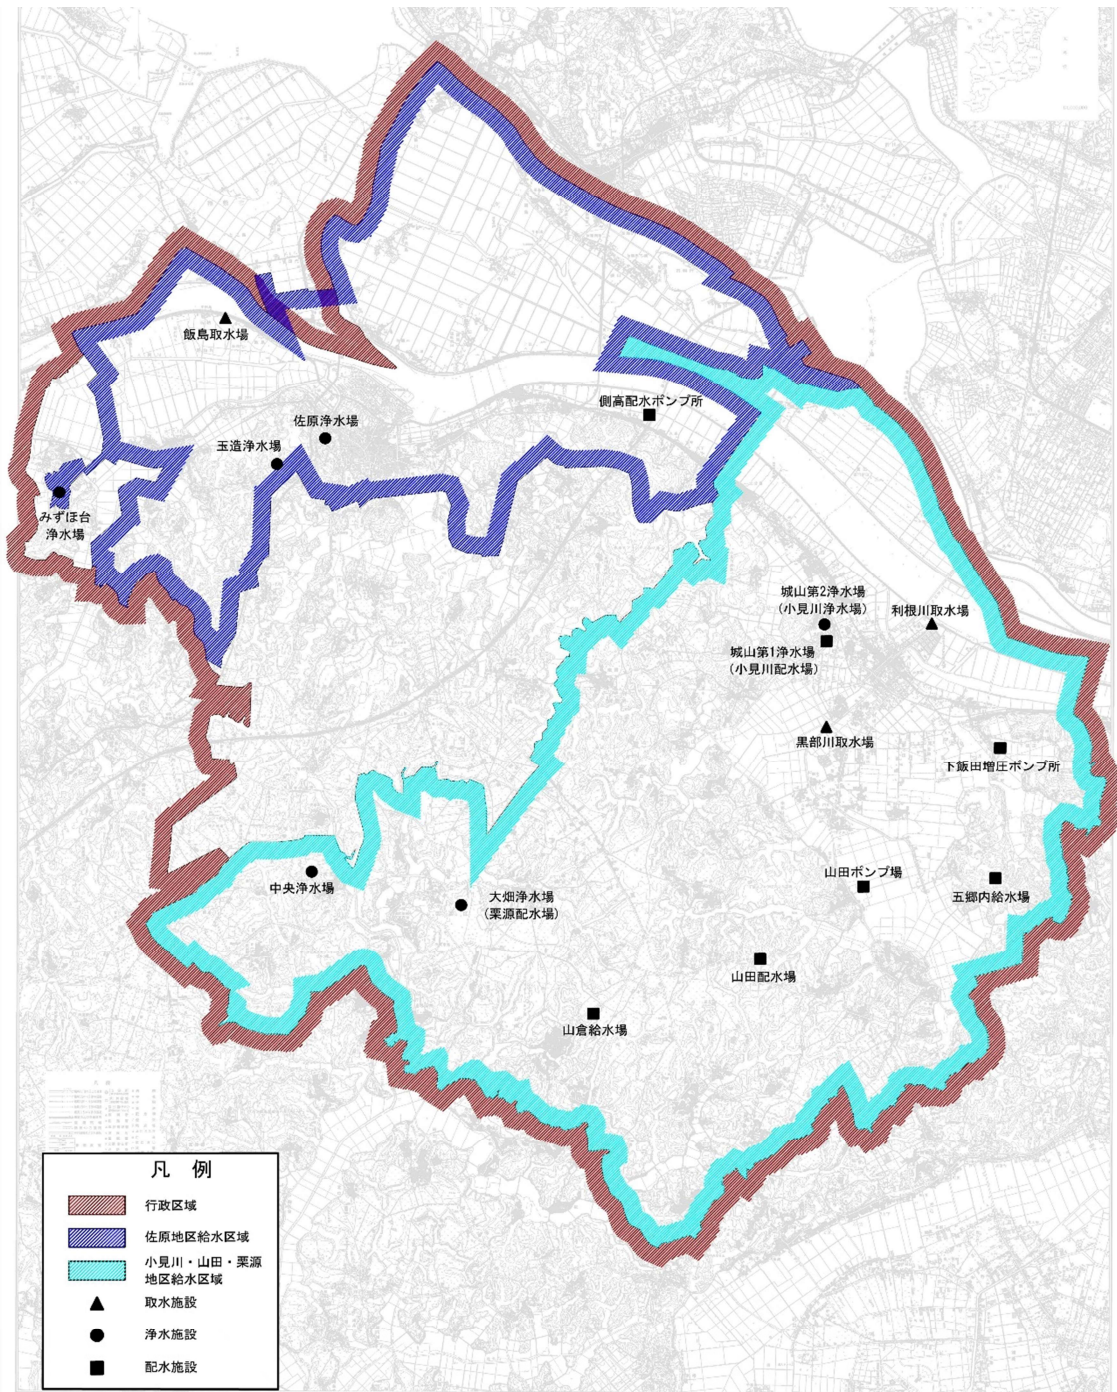 飯島取水場
側高配水ポンプ所
佐原浄水場
玉造浄水場
みずほ台
浄水場
城山第2浄水場
(小見川浄水場)
利根川取水場
城山第1浄水場
(小見川配水場)
黒部川取水場
下飯田増圧ポンプ所
中央浄水場
大畑浄水場
(栗源配水場)
山田ポンプ場
五郷内給水場
山田配水場
山倉給水場
凡 例
行政区域
佐原地区給水区域
小見川・山田・栗源
地区給水区域
取水施設
浄水施設
配水施設